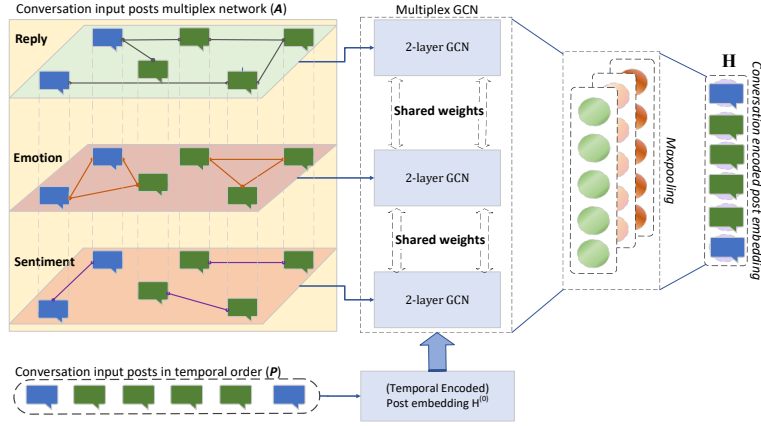 Conversation input posts multiplex network (A)
Multiplex GCN
Reply
2-layer GCN
Shared weights
Emotion
2-layer GCN
Shared weights
Sentiment
2-layer GCN
Maxpooling
H
Conversation encoded post embedding
Conversation input posts in temporal order (P)
(Temporal Encoded)
Post embedding H(0)